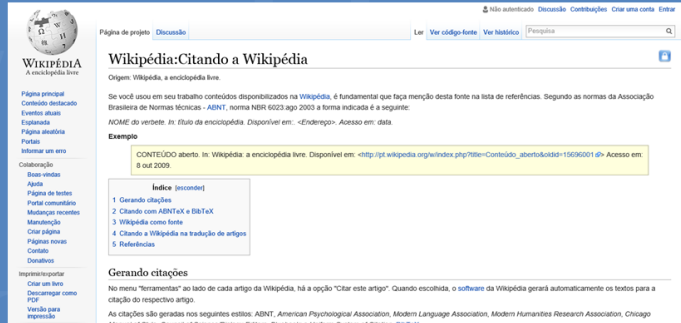 Não autenticado Discussão Contribuições Criar uma conta Entrar
Página de projeto Discussão Ler Ver código-fonte Ver histórico Pesquisa
WIKIPÉDIA
A enciclopédia livre
Página principal
Conteúdo destacado
Eventos atuais
Esplanada
Página aleatória
Portais
Informar um erro
Colaboração
Boas-vindas
Ajuda
Página de testes
Portal comunitário
Mudanças recentes
Manutenção
Criar página
Páginas novas
Contato
Donativos
Imprimir/exportar
Criar um livro
Descarregar como
PDF
Versão para
impressão
Wikipédia:Citando a Wikipédia
Origem: Wikipédia, a enciclopédia livre.
Se você usou em seu trabalho conteúdos disponibilizados na Wikipédia, é fundamental que faça menção desta fonte na lista de referências. Segundo as normas da Associação
Brasileira de Normas técnicas - ABNT, norma NBR 6023:ago 2003 a forma indicada é a seguinte:
NOME do verbete. In: título da enciclopédia. Disponível em:. <Endereço>. Acesso em: data.
Exemplo
CONTEÚDO aberto. In: Wikipédia: a enciclopédia livre. Disponível em: <http://pt.wikipedia.org/w/index.php?title=Conteúdo_aberto&oldid=15696001> Acesso em:
8 out 2009.
Índice [esconder]
1 Gerando citações
2 Citando com ABNTeX e BibTeX
3 Wikipédia como fonte
4 Citando a Wikipédia na tradução de artigos
5 Referências
Gerando citações
No menu "ferramentas" ao lado de cada artigo da Wikipédia, há a opção "Citar este artigo". Quando escolhida, o software da Wikipédia gerará automaticamente os textos para a
citação do respectivo artigo.
As citações são geradas nos seguintes estilos: ABNT, American Psychological Association, Modern Language Association, Modern Humanities Research Association, Chicago